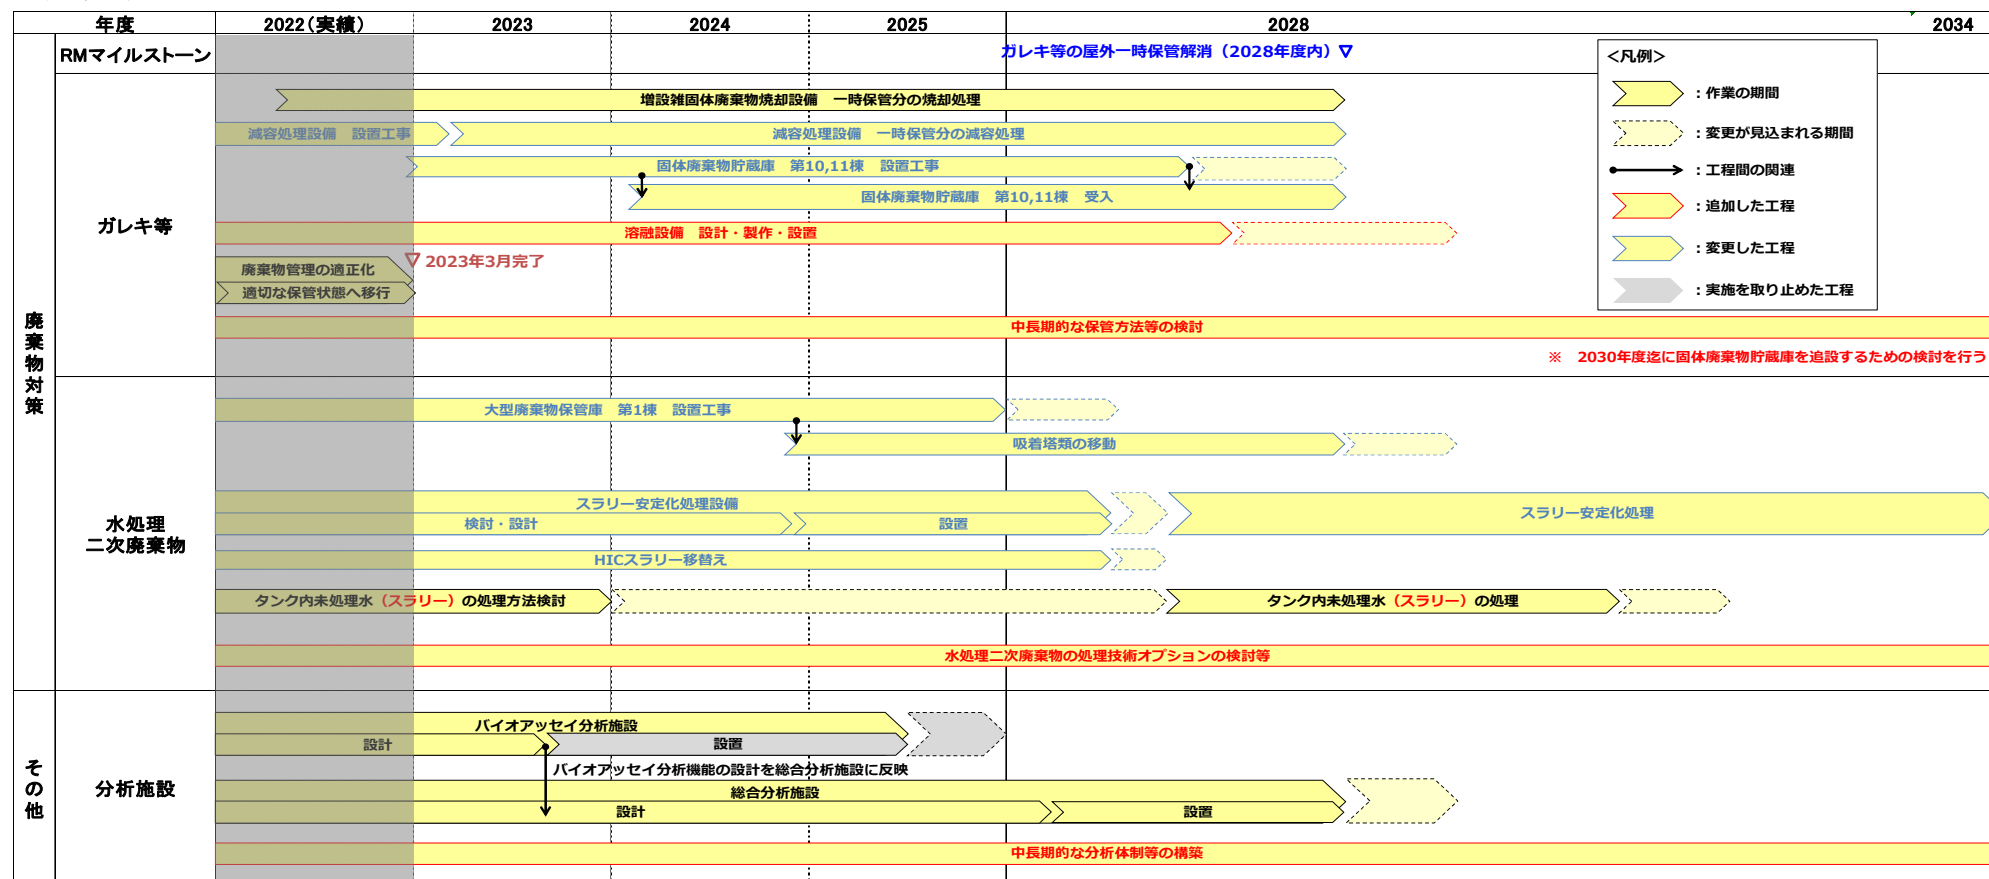 年度
2022(実績)
2023
2024
2025
2028
2034
RMマイルストーン
ガレキ等の屋外一時保管解消（2028年度内）▽
＜凡例＞
：作業の期間
：変更が見込まれる期間
：工程間の関連
：追加した工程
：変更した工程
：実施を取り止めた工程
廃棄物対策
ガレキ等
増設雑固体廃棄物焼却設備　一時保管分の焼却処理
減容処理設備　設置工事
減容処理設備　一時保管分の減容処理
固体廃棄物貯蔵庫　第10,11棟　設置工事
固体廃棄物貯蔵庫　第10,11棟　受入
溶融設備　設計・製作・設置
廃棄物管理の適正化
▽ 2023年3月完了
適切な保管状態へ移行
中長期的な保管方法等の検討
※　2030年度迄に固体廃棄物貯蔵庫を追設するための検討を行う
水処理
二次廃棄物
大型廃棄物保管庫　第1棟　設置工事
吸着塔類の移動
スラリー安定化処理設備
検討・設計
設置
スラリー安定化処理
HICスラリー移替え
タンク内未処理水（スラリー）の処理方法検討
タンク内未処理水（スラリー）の処理
水処理二次廃棄物の処理技術オプションの検討等
その他
分析施設
バイオアッセイ分析施設
設計
設置
バイオアッセイ分析機能の設計を総合分析施設に反映
総合分析施設
設計
設置
中長期的な分析体制等の構築